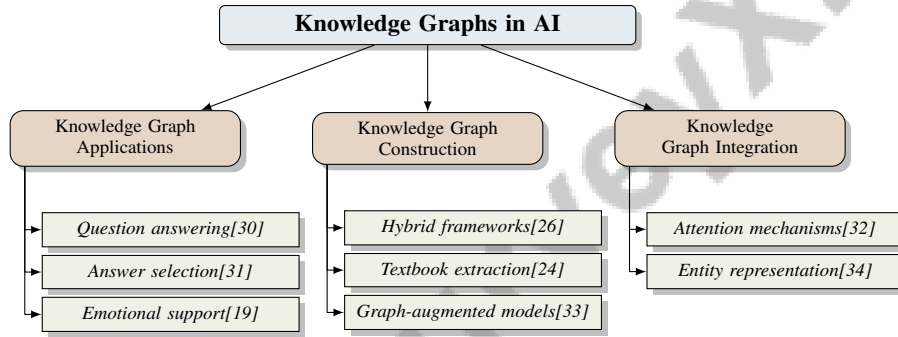 Knowledge Graphs in AI
Knowledge Graph
Applications
Question answering[30]
Answer selection[31]
Emotional support[19]
Knowledge Graph
Construction
Hybrid frameworks[26]
Textbook extraction[24]
Graph-augmented models[33]
Knowledge
Graph Integration
Attention mechanisms[32]
Entity representation[34]